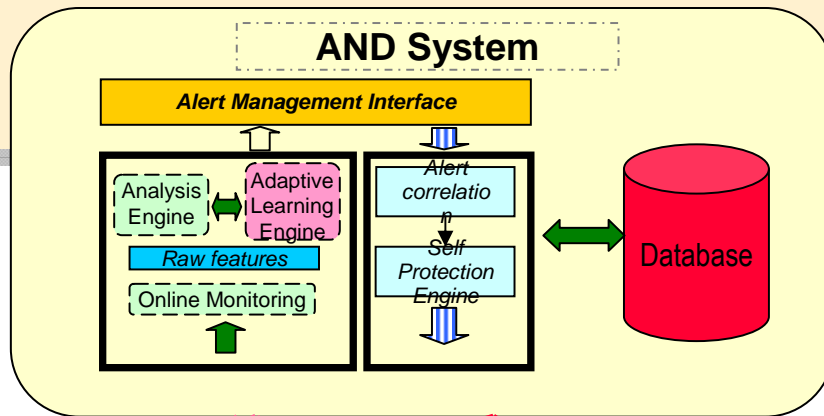 AND System
Alert Management Interface
Analysis
Engine
Adaptive
Learning
Engine
Raw features
Online Monitoring
Alert
correlatio
n
Self
Protection
Engine
Database